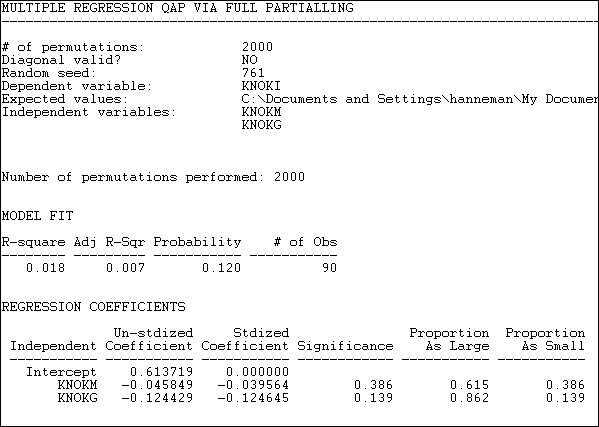 MULTIPLE REGRESSION QAP VIA FULL PARTIALLING
# of permutations: 2000
Diagonal valid? NO
Random seed: 761
Dependent variable: KNOKI
Expected values: C:\Documents and Settings\hanneman\My Documen
Independent variables: KNOKM
KNOKG
Number of permutations performed: 2000
MODEL FIT
R-square Adj R-Sqr Probability # of Obs
0.018 0.007 0.120 90
REGRESSION COEFFICIENTS
Un-stdized Stdized Proportion Proportion
Independent Coefficient Coefficient Significance As Large As Small
Intercept 0.613719 0.000000
KNOKM -0.045849 -0.039564 0.386 0.615 0.386
KNOKG -0.124429 -0.124645 0.139 0.862 0.139